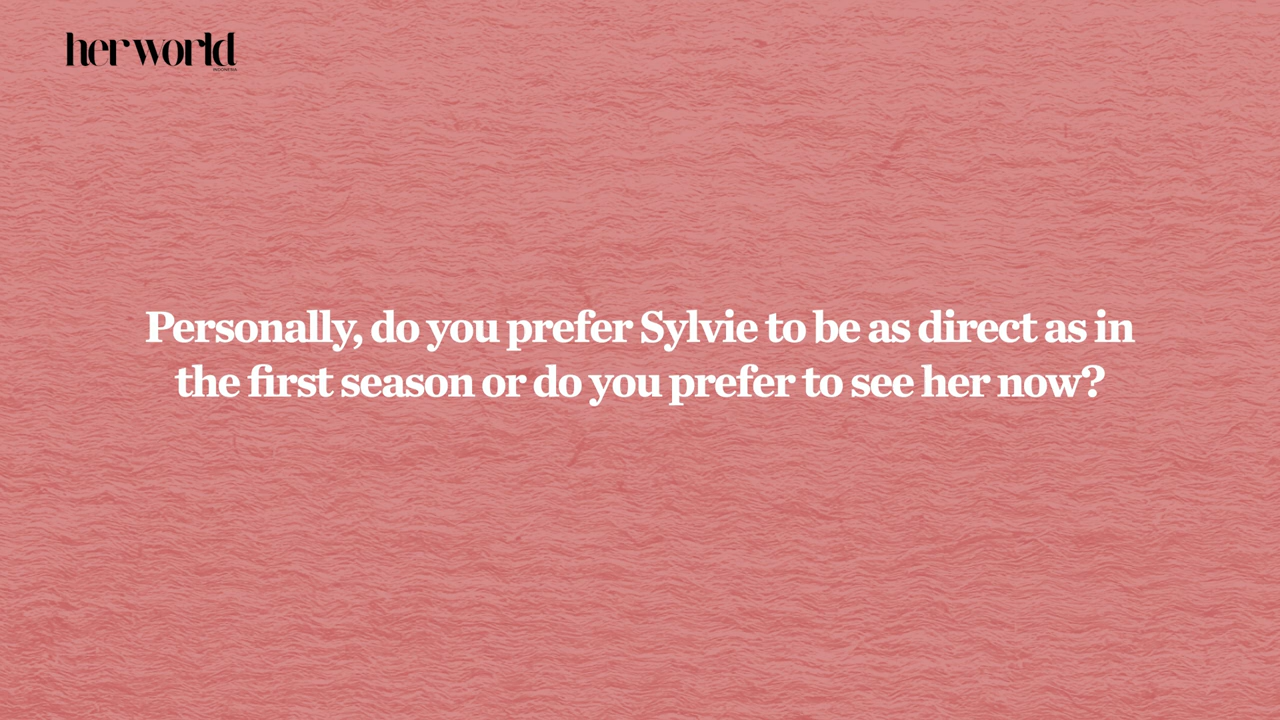 her world
INDONESIA
Personally, do you prefer Sylvie to be as direct as in
the first season or do you prefer to see her now?